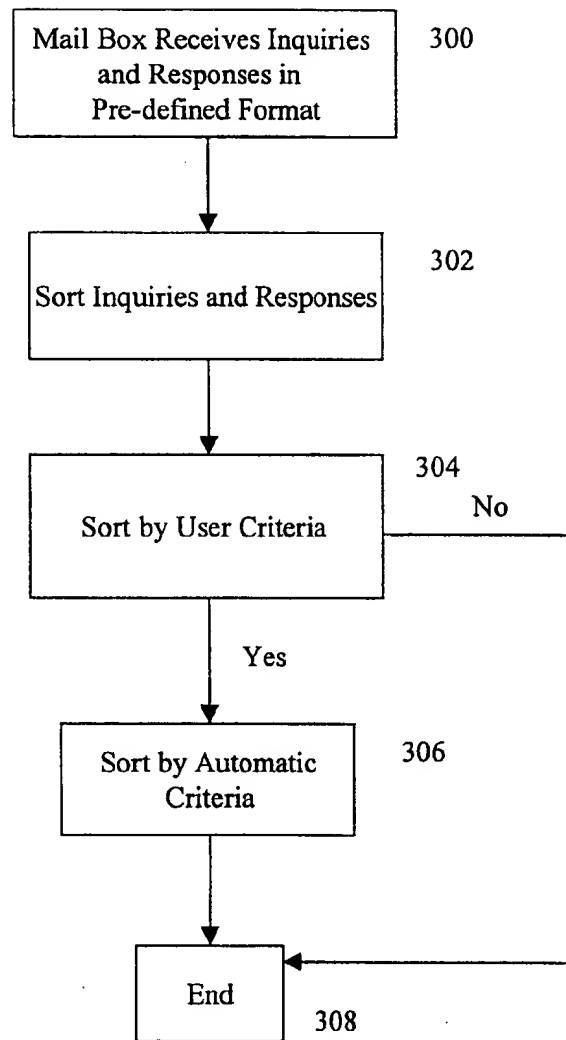 Mail Box Receives Inquiries
and Responses in
Pre-defined Format
300
302
Sort Inquiries and Responses
304
Sort by User Criteria
No
Yes
Sort by Automatic
Criteria
306
End
308